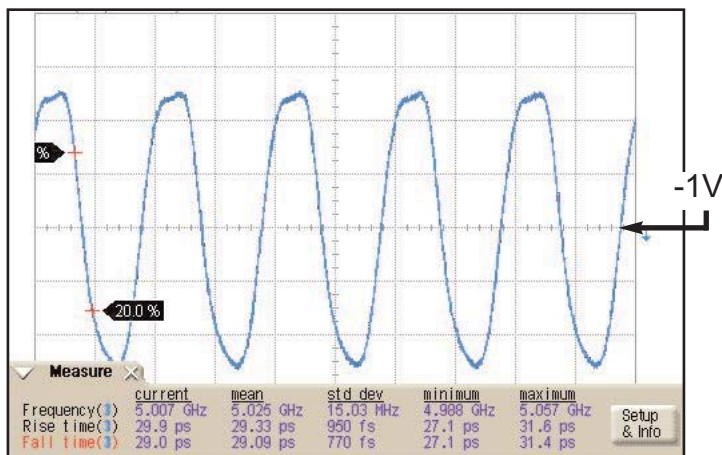 %
-1V
20.0 %
Measure
current mean std dev minimum maximum
Frequency(3) 5.007 GHz 5.025 GHz 15.03 MHz 4.988 GHz 5.057 GHz
Rise time(3) 29.9 ps 29.33 ps 950 fs 27.1 ps 31.6 ps
Fall time(3) 29.0 ps 29.09 ps 770 fs 27.1 ps 31.4 ps
Setup
& Info